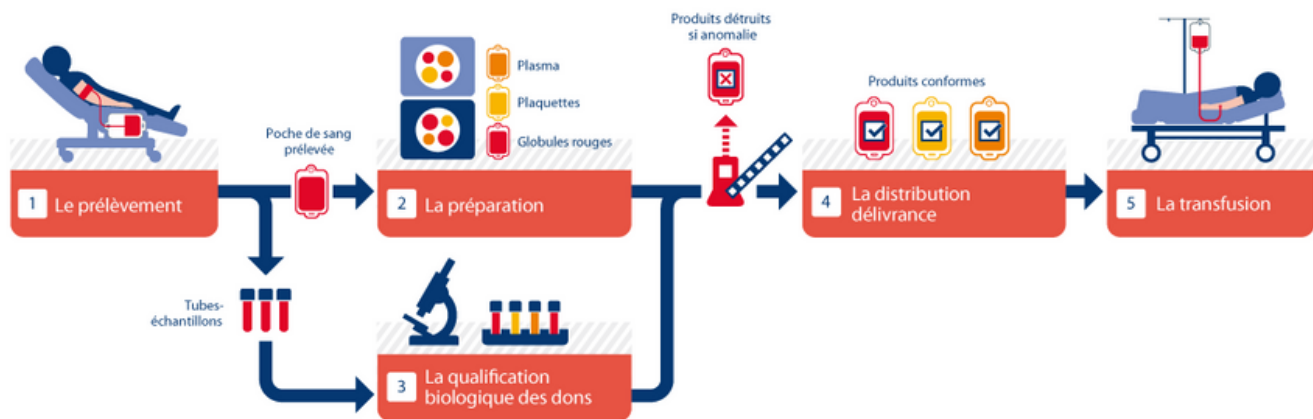 1 Le prélèvement
Poche de sang
prélevée
Tubes-
échantillons
Plasma
Plaquettes
Globules rouges
2 La préparation
3 La qualification
biologique des dons
Produits détruits
si anomalie
Produits conformes
4 La distribution
délivrance
5 La transfusion